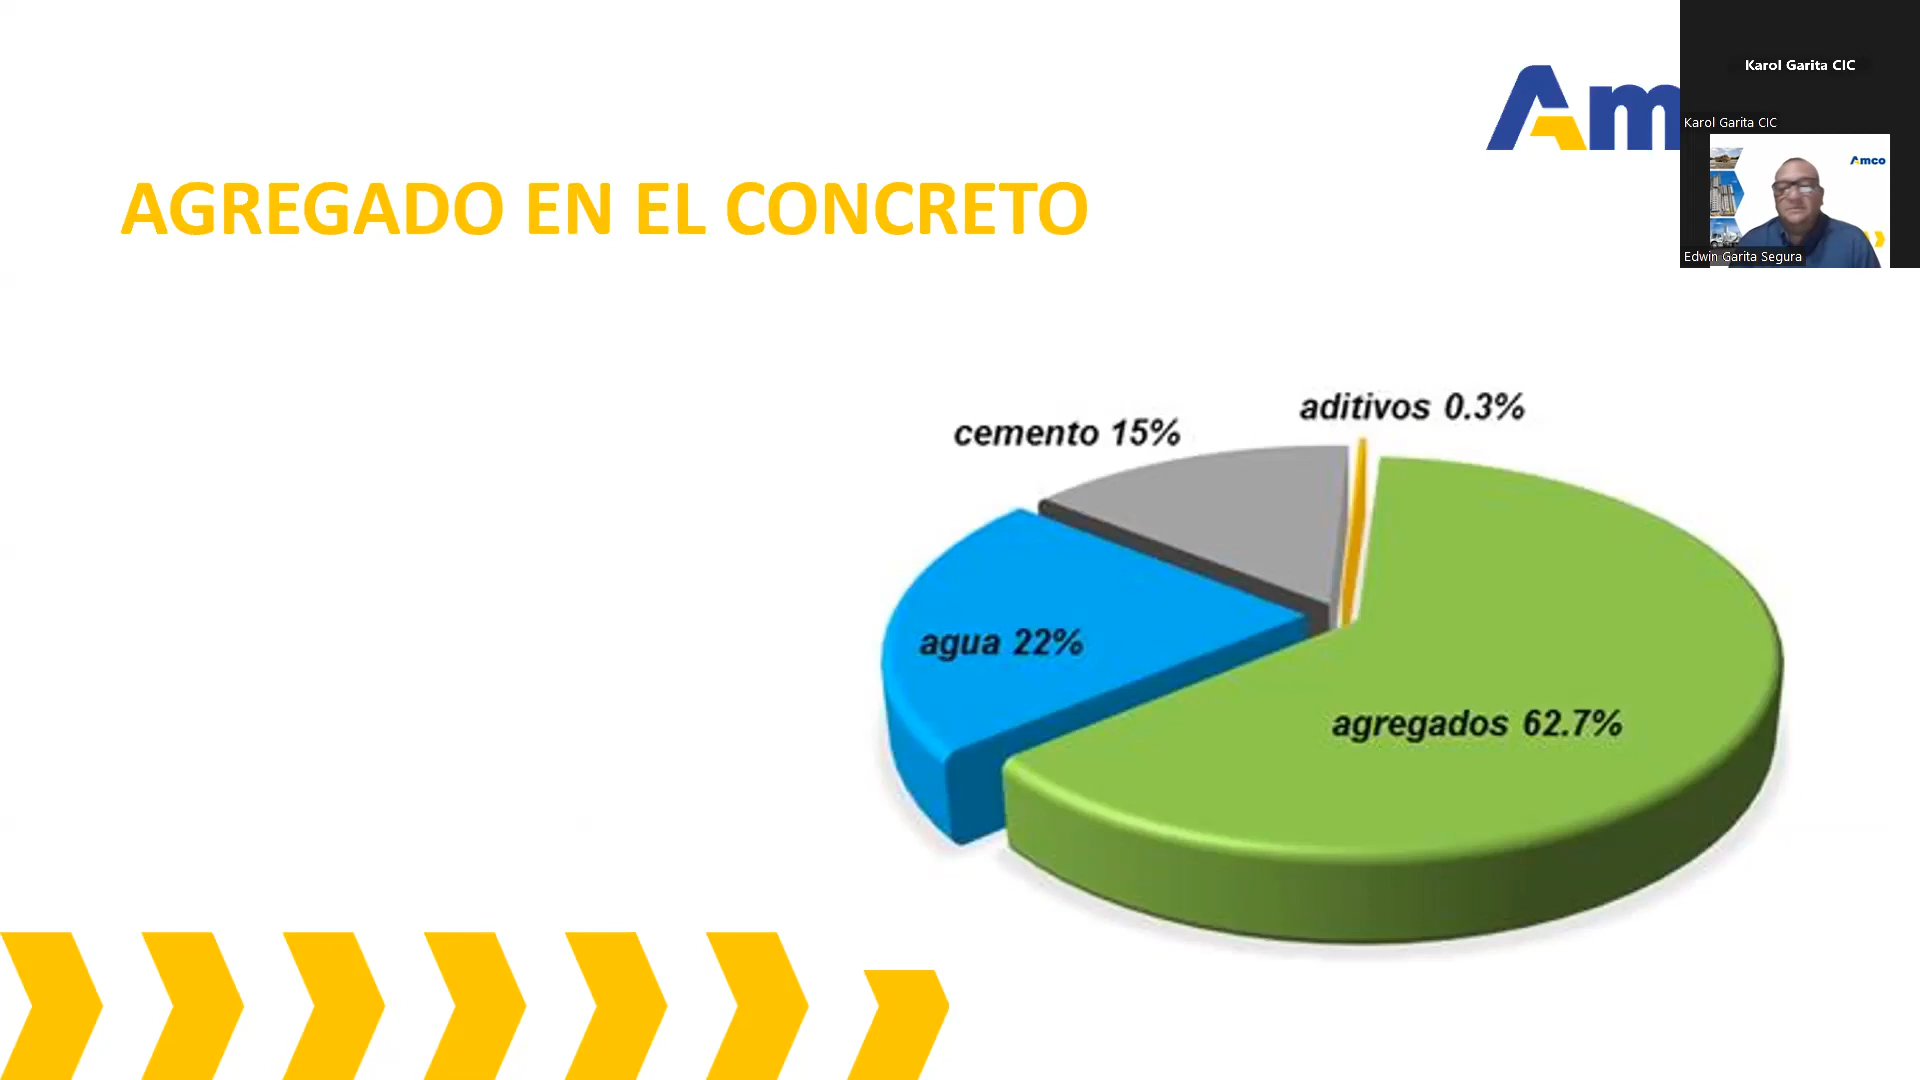 Karol Garita CIC
Am
Karol Garita CIC
Amco
AGREGADO EN EL CONCRETO
Edwin Garita Segura
aditivos 0.3%
cemento 15%
agua 22%
agregados 62.7%